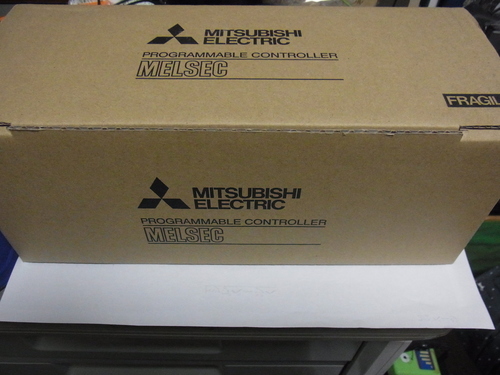 MITSUBISHI
ELECTRIC
PROGRAMMABLE CONTROLLER
MELSEC
FRAGIL
MITSUBISHI
ELECTRIC
PROGRAMMABLE CONTROLLER
MELSEC